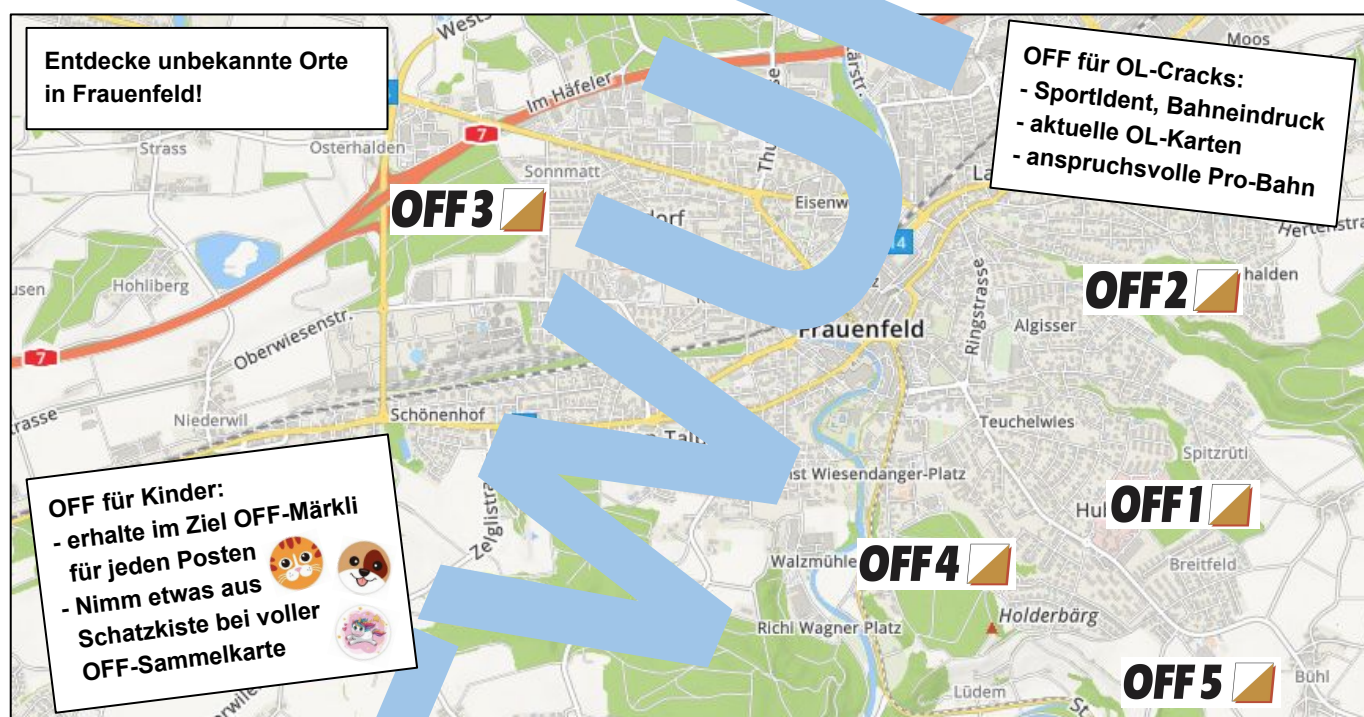 Entdecke unbekannte Orte
in Frauenfeld!
OFF für OL-Cracks:
- SportIdent, Bahneindruck
- aktuelle OL-Karten
- anspruchsvolle Pro-Bahn
Moos
Im Häfeler
7
Strass
Osterhalden
Sonnmatt
OFF 3
Eisenw
14
Hohliberg
OFF 2
halden
Oberwiesenstr.
Frauenfeld
Ringstrasse
Algisser
7
Niederwil
Schönenhof
Teuchelwies
Spitzrüti
st Wiesendanger-Platz
OFF für Kinder:
- erhalte im Ziel OFF-Märkli
für jeden Posten
- Nimm etwas aus
Schatzkiste bei voller
OFF-Sammelkarte
OFF 1
Walzmühle
OFF 4
Breitfeld
Holderbärg
Richl Wagner Platz
OFF 5
Lüdem
Bühl